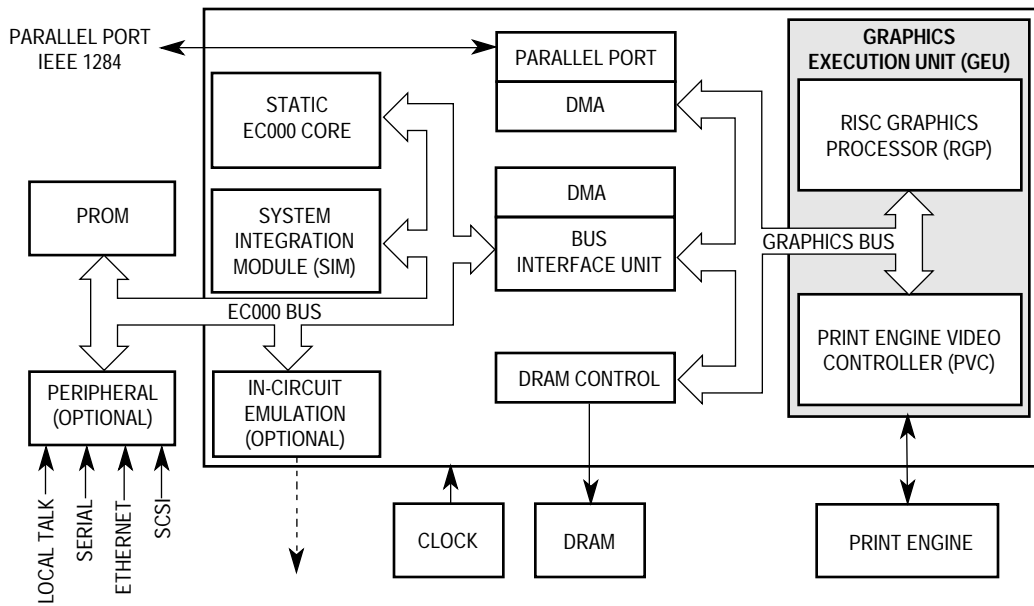 PARALLEL PORT
IEEE 1284
PARALLEL PORT
DMA
GRAPHICS
EXECUTION UNIT (GEU)
STATIC
EC000 CORE
RISC GRAPHICS
PROCESSOR (RGP)
PROM
SYSTEM
INTEGRATION
MODULE (SIM)
DMA
BUS
INTERFACE UNIT
GRAPHICS BUS
EC000 BUS
PRINT ENGINE VIDEO
CONTROLLER (PVC)
PERIPHERAL
(OPTIONAL)
IN-CIRCUIT
EMULATION
(OPTIONAL)
DRAM CONTROL
LOCAL TALK
SERIAL
ETHERNET
SCSI
CLOCK
DRAM
PRINT ENGINE